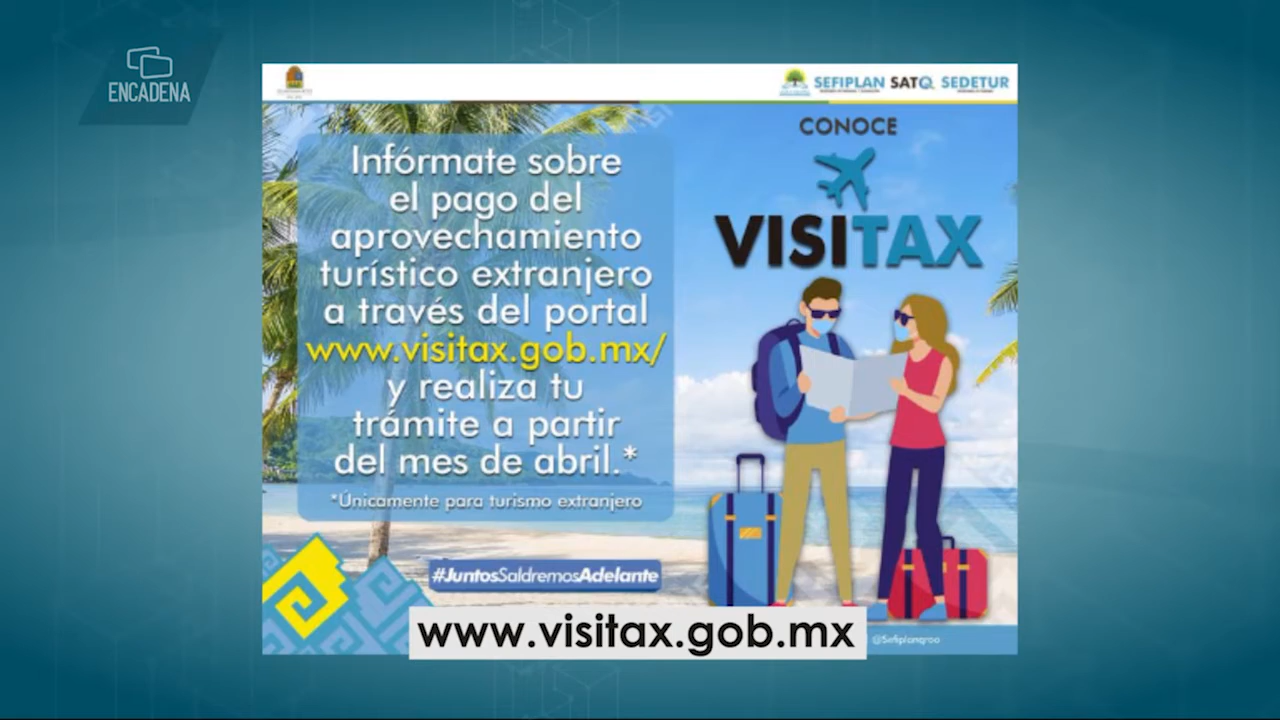 ENCADENA
SEFIPLAN SATQ SEDETUR
CONOCE
VISITAX
Infórmate sobre
el pago del
aprovechamiento
turístico extranjero
a través del portal
www.visitax.gob.mx/
y realiza tu
trámite a partir
del mes de abril.*
*Únicamente para turismo extranjero
#JuntosSaldremosAdelante
www.visitax.gob.mx
@Sefiplanqroo